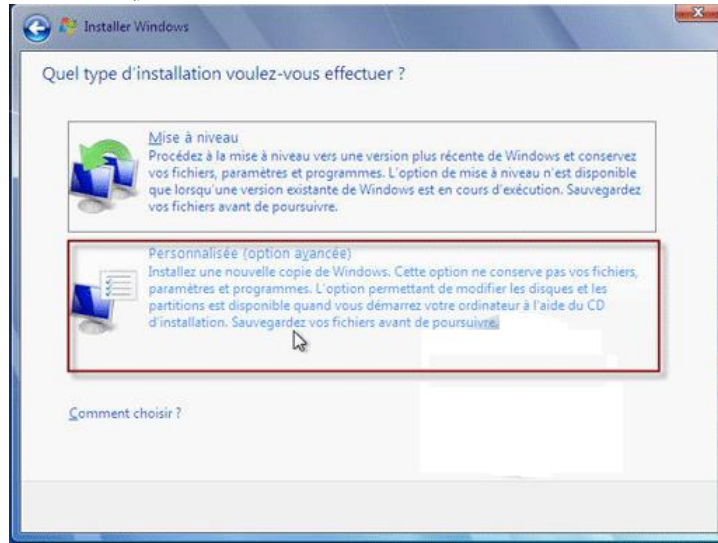 Installer Windows
Quel type d'installation voulez-vous effectuer ?
Mise à niveau
Procédez à la mise à niveau vers une version plus récente de Windows et conservez
vos fichiers, paramètres et programmes. L'option de mise à niveau n'est disponible
que lorsqu'une version existante de Windows est en cours d'exécution. Sauvegardez
vos fichiers avant de poursuivre.
Personnalisée (option avancée)
Installez une nouvelle copie de Windows. Cette option ne conserve pas vos fichiers,
paramètres et programmes. L'option permettant de modifier les disques et les
partitions est disponible quand vous démarrez votre ordinateur à l'aide du CD
d'installation. Sauvegardez vos fichiers avant de poursuivre.
Comment choisir ?